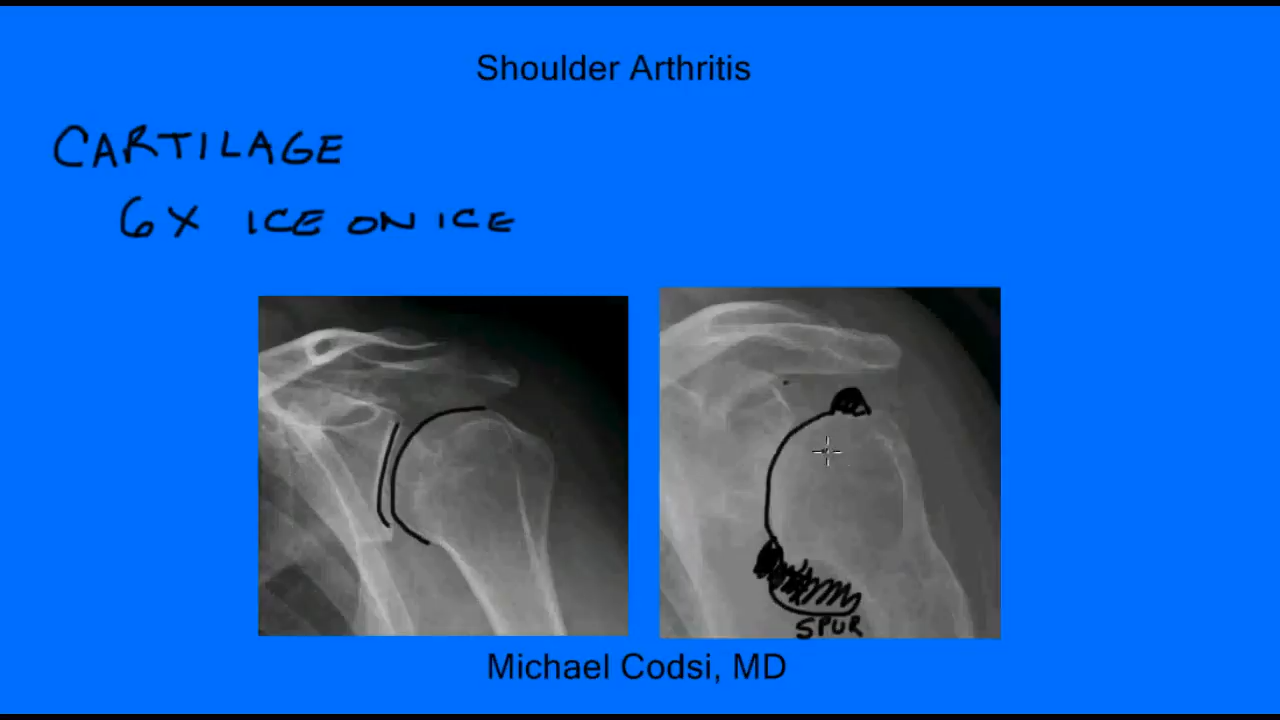 Shoulder Arthritis
CARTILAGE
6X ICE ON ICE
SPUR
Michael Codsi, MD